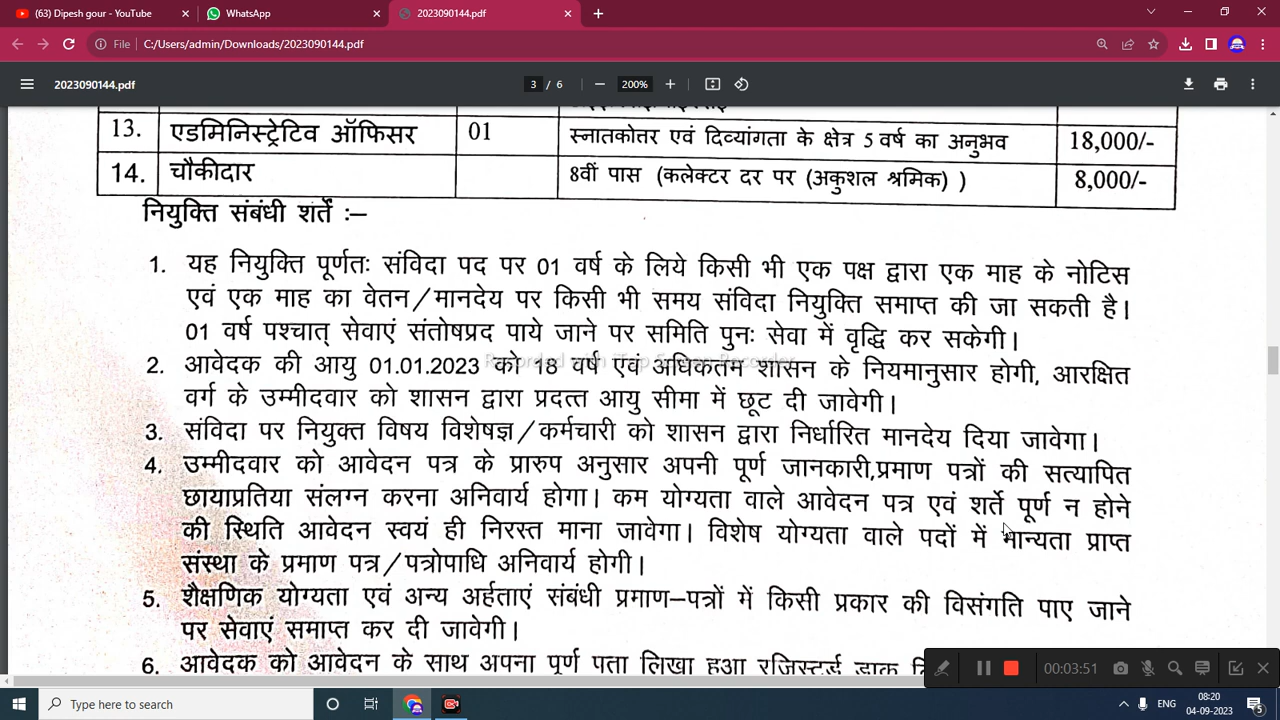 (63) Dipesh gour - YouTube
WhatsApp
2023090144.pdf
File
C:/Users/admin/Downloads/2023090144.pdf
2023090144.pdf
3 / 6
200%
13. एडमिनिस्ट्रेटिव ऑफिसर 01 स्नातकोत्तर एवं दिव्यांगता के क्षेत्र 5 वर्ष का अनुभव 18,000/-
14. चौकीदार 8वीं पास (कलेक्टर दर पर (अकुशल श्रमिक) ) 8,000/-
नियुक्ति संबंधी शर्तें :–
1. यह नियुक्ति पूर्णतः संविदा पद पर 01 वर्ष के लिये किसी भी एक पक्ष द्वारा एक माह के नोटिस
एवं एक माह का वेतन/मानदेय पर किसी भी समय संविदा नियुक्ति समाप्त की जा सकती है।
01 वर्ष पश्चात् सेवाएं संतोषप्रद पाये जाने पर समिति पुनः सेवा में वृद्धि कर सकेगी।
Recorded with iTop Screen Recorder
2. आवेदक की आयु 01.01.2023 को 18 वर्ष एवं अधिकतम शासन के नियमानुसार होगी, आरक्षित
वर्ग के उम्मीदवार को शासन द्वारा प्रदत्त आयु सीमा में छूट दी जावेगी।
3. संविदा पर नियुक्त विषय विशेषज्ञ/कर्मचारी को शासन द्वारा निर्धारित मानदेय दिया जावेगा।
4. उम्मीदवार को आवेदन पत्र के प्रारुप अनुसार अपनी पूर्ण जानकारी,प्रमाण पत्रों की सत्यापित
छायाप्रतिया संलग्न करना अनिवार्य होगा। कम योग्यता वाले आवेदन पत्र एवं शर्ते पूर्ण न होने
की स्थिति आवेदन स्वयं ही निरस्त माना जावेगा। विशेष योग्यता वाले पदों में मान्यता प्राप्त
संस्था के प्रमाण पत्र/पत्रोपाधि अनिवार्य होगी।
5. शैक्षणिक योग्यता एवं अन्य अर्हताएं संबंधी प्रमाण–पत्रों में किसी प्रकार की विसंगति पाए जाने
पर सेवाएं समाप्त कर दी जावेगी।
6. आवेदक को आवेदन के साथ अपना पूर्ण पता लिखा हुआ रजिस्टर्ड डाक
00:03:51
Type here to search
ENG
08:20
04-09-2023
5